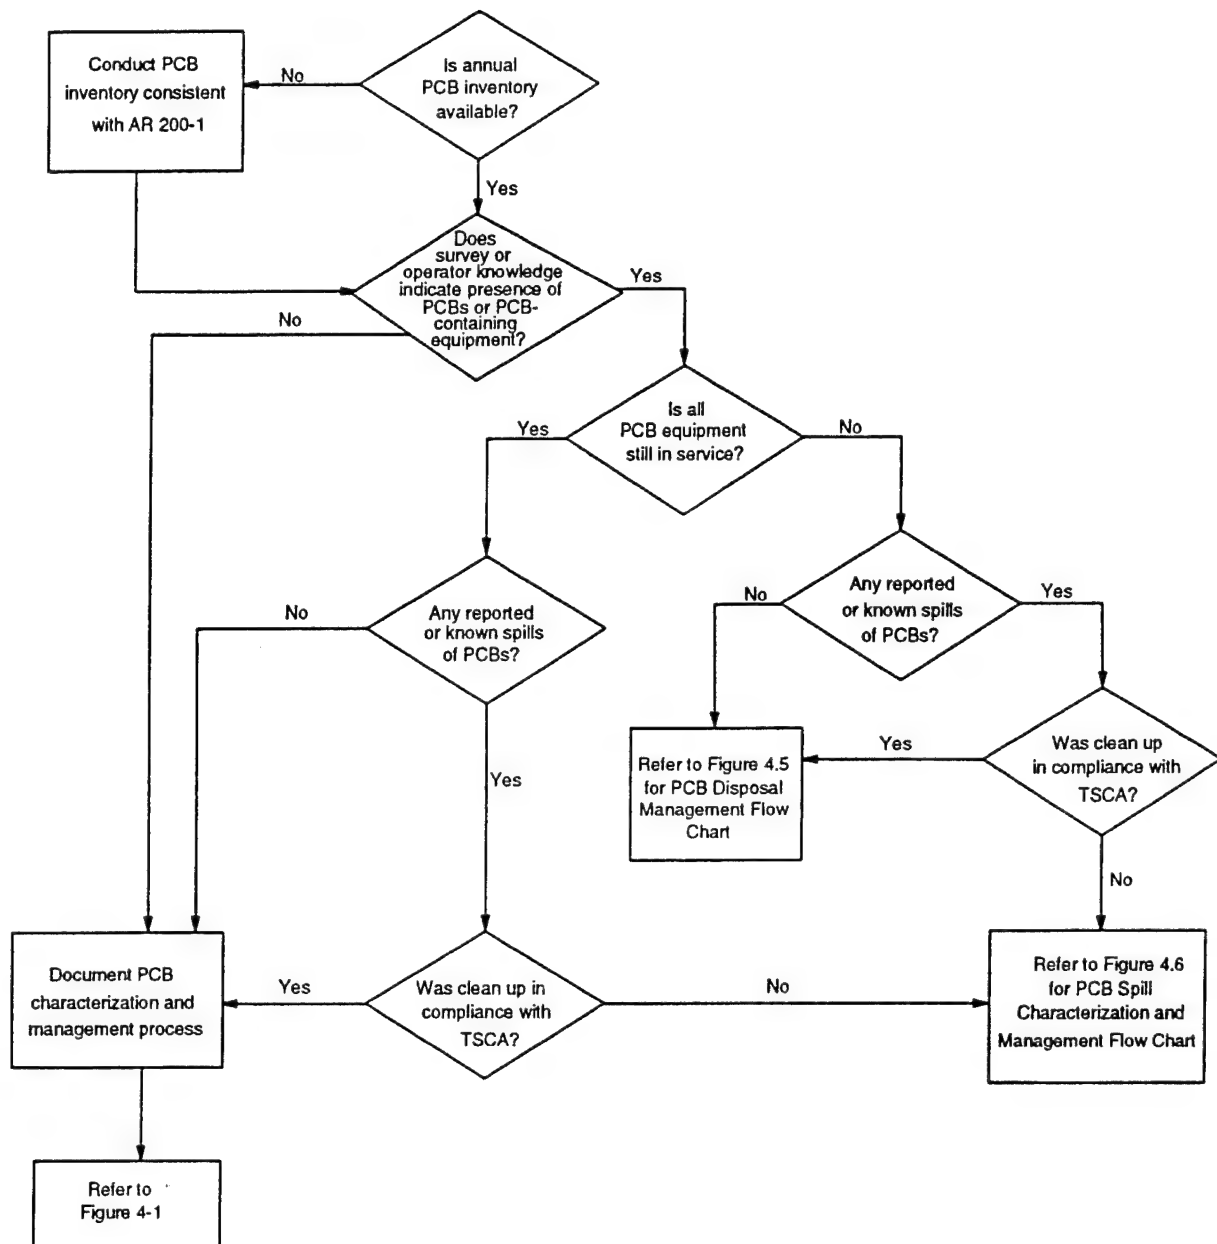 Is annual
PCB inventory
available?
No
Conduct PCB
inventory consistent
with AR 200-1
Yes
Does
survey or
operator knowledge
indicate presence of
PCBs or PCB-
containing
equipment?
Yes
No
Is all
PCB equipment
still in service?
Yes
No
Any reported
or known spills
of PCBs?
No
Yes
Any reported
or known spills
of PCBs?
No
Yes
Refer to Figure 4.5
for PCB Disposal
Management Flow
Chart
Yes
Was clean up
in compliance with
TSCA?
No
Document PCB
characterization and
management process
Yes
Was clean up in
compliance with
TSCA?
No
Refer to Figure 4.6
for PCB Spill
Characterization and
Management Flow Chart
Refer to
Figure 4-1